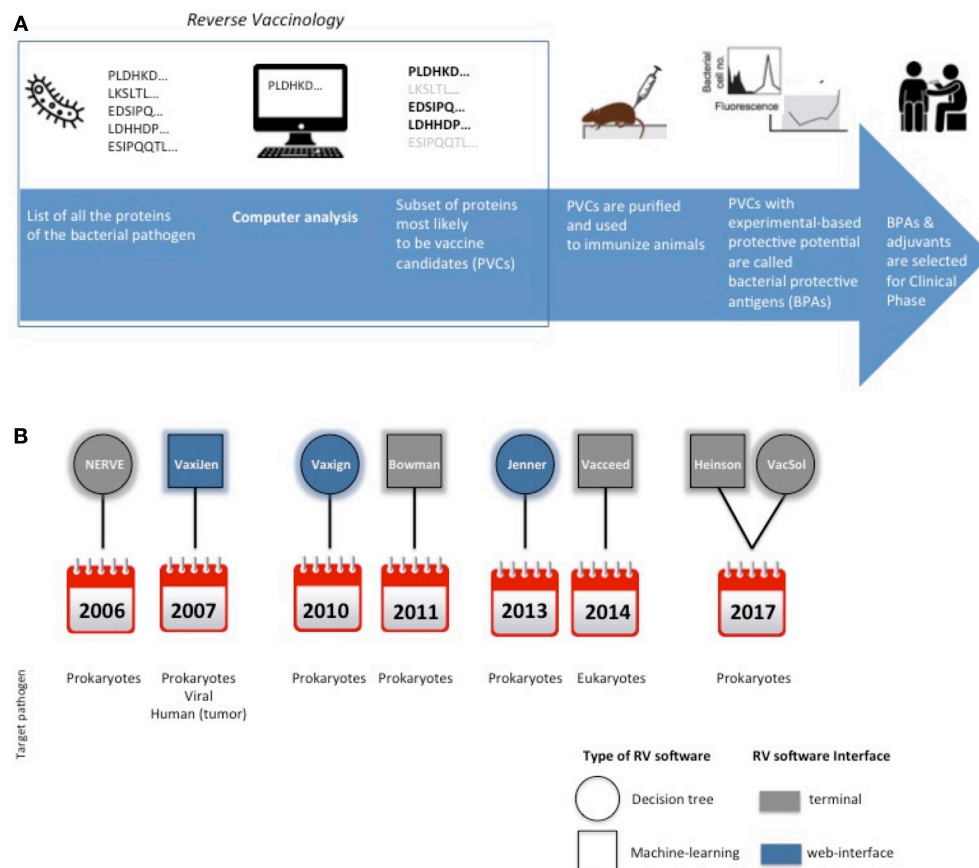 A
Reverse Vaccinology
PLDHKD...
LKSLTL...
EDSIPQ...
LDHHDP...
ESIPQQTL...
PLDHKD...
PLDHKD...
LKSLTL...
EDSIPQ...
LDHHDP...
ESIPQQTL...
Bacterial
cell no.
Fluorescence
List of all the proteins
of the bacterial pathogen
Computer analysis
Subset of proteins
most likely
to be vaccine
candidates (PVCs)
PVCs are purified
and used
to immunize animals
PVCs with
experimental-based
protective potential
are called
bacterial protective
antigens (BPAs)
BPAs &
adjuvants
are selected
for Clinical
Phase
B
NERVE
VaxiJen
Vaxign
Bowman
Jenner
Vacceed
Heinson
VacSol
2006
2007
2010
2011
2013
2014
2017
Target pathogen
Prokaryotes
Prokaryotes
Viral
Human (tumor)
Prokaryotes
Prokaryotes
Prokaryotes
Eukaryotes
Prokaryotes
Type of RV software
RV software Interface
Decision tree
terminal
Machine-learning
web-interface